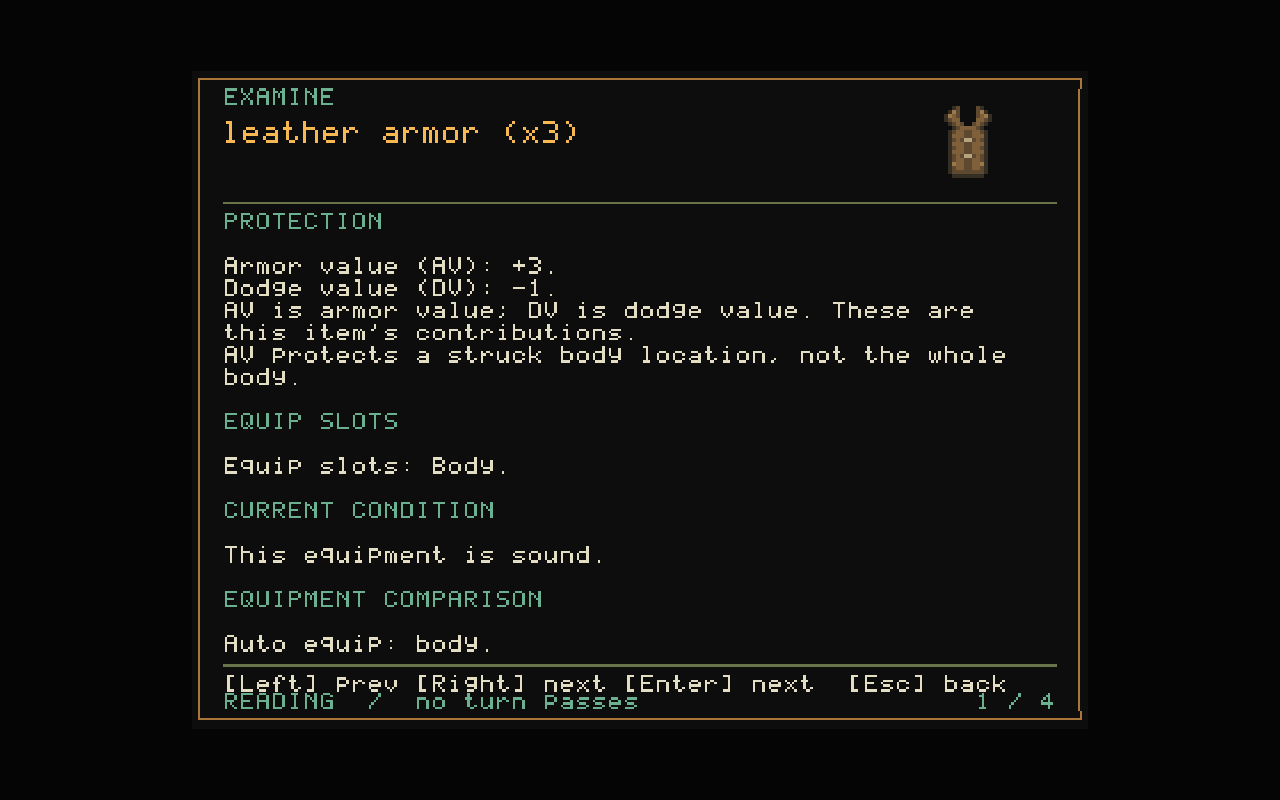 EXAMINE
leather armor (x3)
PROTECTION
Armor value (AV): +3.
Dodge value (DV): -1.
AV is armor value; DV is dodge value. These are
this item's contributions.
AV Protects a struck body location, not the whole
body.
EQUIP SLOTS
Equip slots: Body.
CURRENT CONDITION
This equipment is sound.
EQUIPMENT COMPARISON
Auto equip: body.
[Left] Prev [Right] next [Enter] next [Esc] back
READING / no turn passes 1 / 4